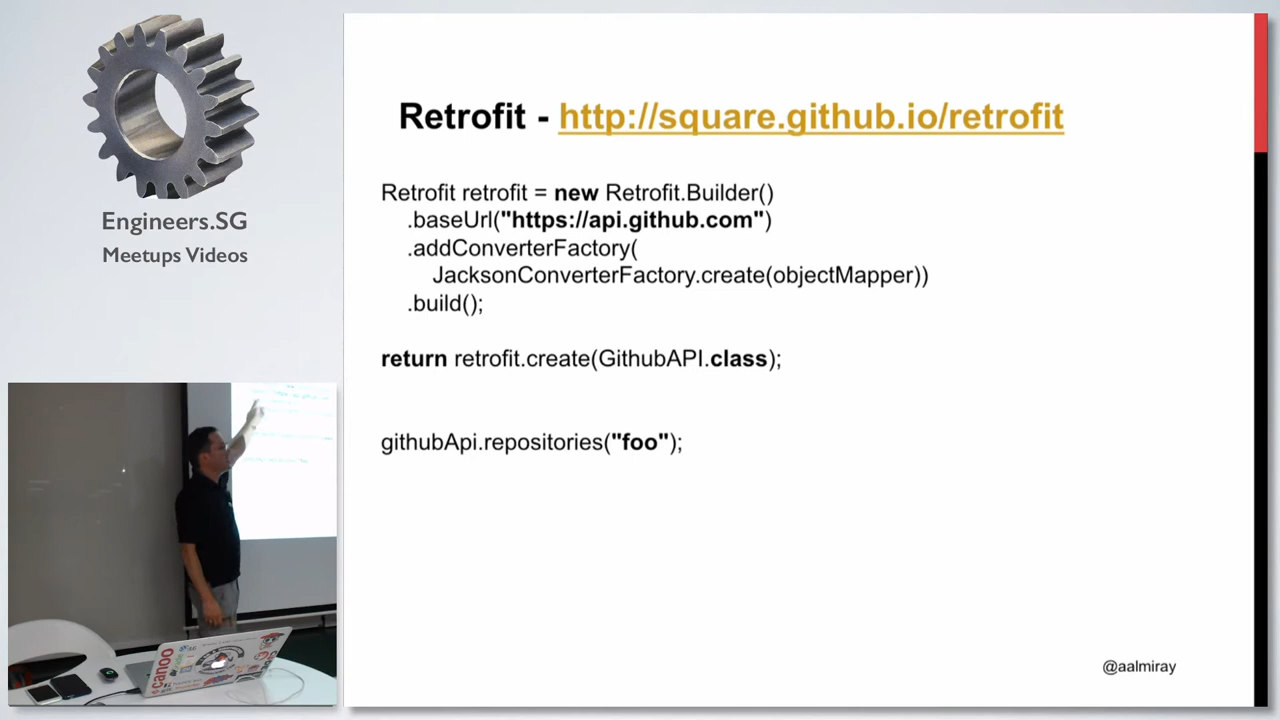 Engineers.SG
Meetups Videos
Retrofit - http://square.github.io/retrofit
Retrofit retrofit = new Retrofit.Builder()
.baseUrl("https://api.github.com")
.addConverterFactory(
JacksonConverterFactory.create(objectMapper))
.build();
return retrofit.create(GithubAPI.class);
githubApi.repositories("foo");
@aalmiray
canoo